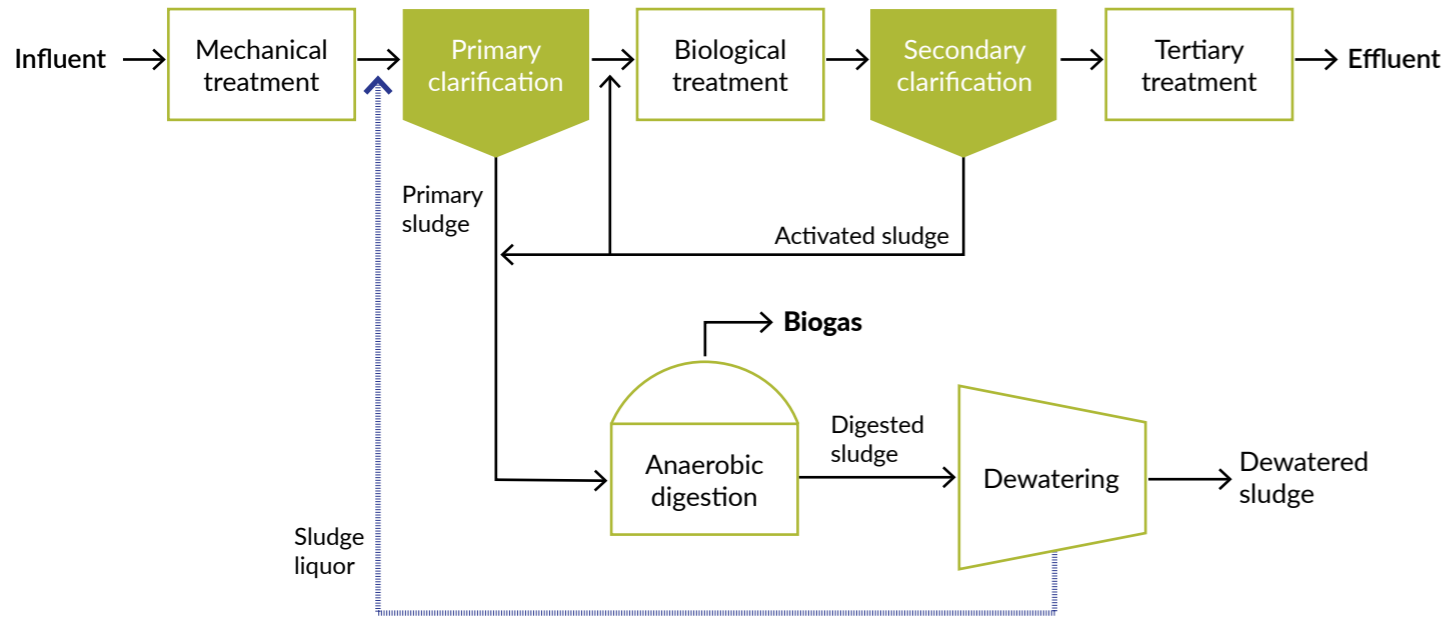 Influent
Mechanical
treatment
Primary
clarification
Biological
treatment
Secondary
clarification
Tertiary
treatment
Effluent
Primary
sludge
Activated sludge
Biogas
Anaerobic
digestion
Digested
sludge
Dewatering
Dewatered
sludge
Sludge
liquor